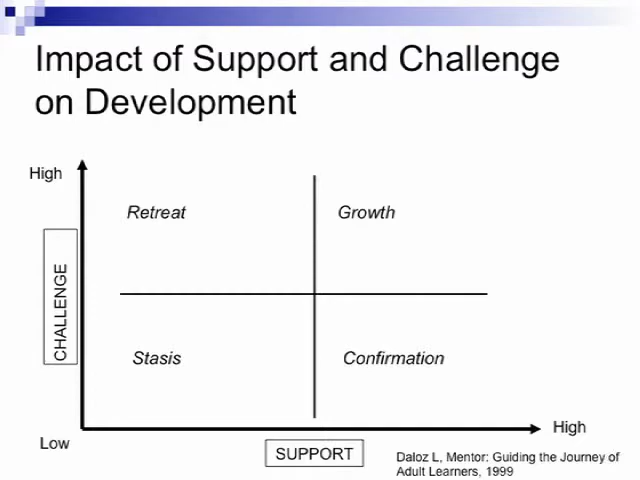 Impact of Support and Challenge
on Development
High
Retreat
Growth
CHALLENGE
Stasis
Confirmation
Low
High
SUPPORT
Daloz L, Mentor: Guiding the Journey of
Adult Learners, 1999